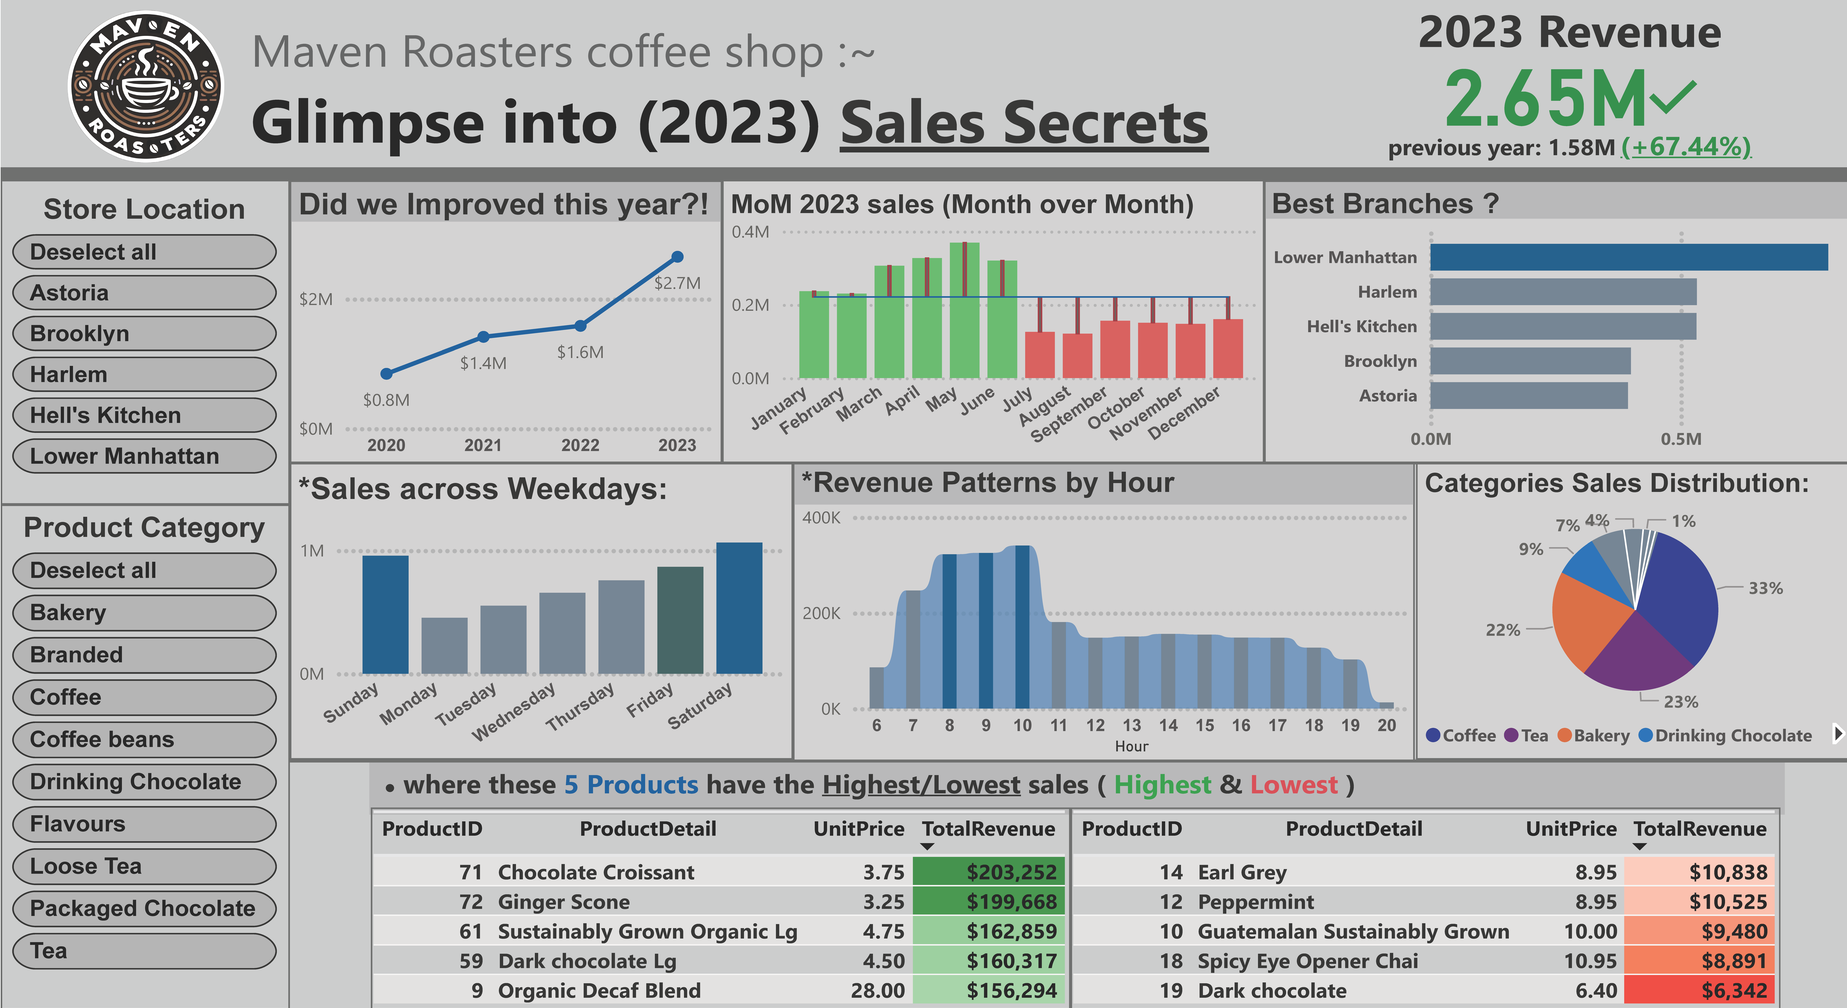 MAVEN
ROASTERS
Maven Roasters coffee shop :~
Glimpse into (2023) Sales Secrets
2023 Revenue
2.65M✓
previous year: 1.58M (+67.44%)
Store Location
Deselect all
Astoria
Brooklyn
Harlem
Hell's Kitchen
Lower Manhattan
Product Category
Deselect all
Bakery
Branded
Coffee
Coffee beans
Drinking Chocolate
Flavours
Loose Tea
Packaged Chocolate
Tea
Did we Improved this year?!
$2M
$0M
$0.8M
$1.4M
$1.6M
$2.7M
2020 2021 2022 2023
MoM 2023 sales (Month over Month)
0.4M
0.2M
0.0M
January February March April May June July August September October November December
Best Branches ?
Lower Manhattan
Harlem
Hell's Kitchen
Brooklyn
Astoria
0.0M 0.5M
*Sales across Weekdays:
1M
0M
Sunday Monday Tuesday Wednesday Thursday Friday Saturday
*Revenue Patterns by Hour
400K
200K
0K
6 7 8 9 10 11 12 13 14 15 16 17 18 19 20
Hour
Categories Sales Distribution:
7% 4% 1%
9%
33%
22%
23%
Coffee Tea Bakery Drinking Chocolate
• where these 5 Products have the Highest/Lowest sales ( Highest & Lowest )
ProductID ProductDetail UnitPrice TotalRevenue
71 Chocolate Croissant 3.75 $203,252
72 Ginger Scone 3.25 $199,668
61 Sustainably Grown Organic Lg 4.75 $162,859
59 Dark chocolate Lg 4.50 $160,317
9 Organic Decaf Blend 28.00 $156,294
ProductID ProductDetail UnitPrice TotalRevenue
14 Earl Grey 8.95 $10,838
12 Peppermint 8.95 $10,525
10 Guatemalan Sustainably Grown 10.00 $9,480
18 Spicy Eye Opener Chai 10.95 $8,891
19 Dark chocolate 6.40 $6,342